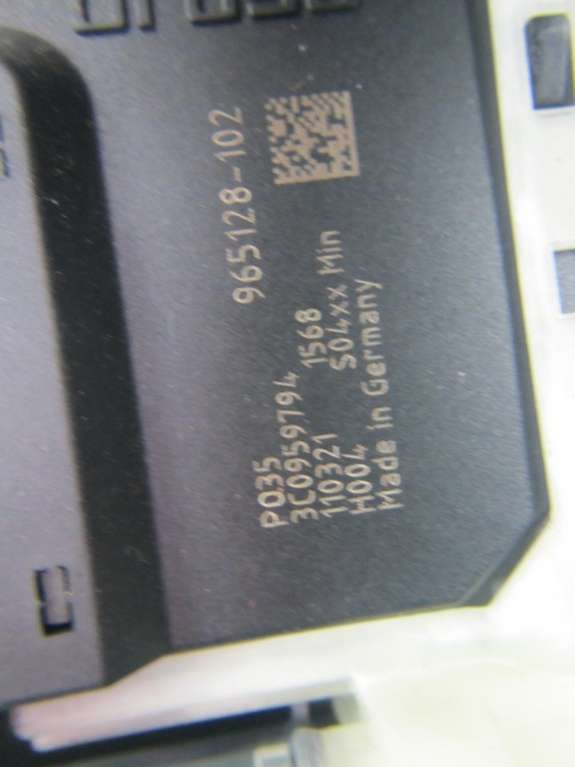 965128-102
P035
3C0959794
110321 1568
H004 S04xx Min
Made in Germany